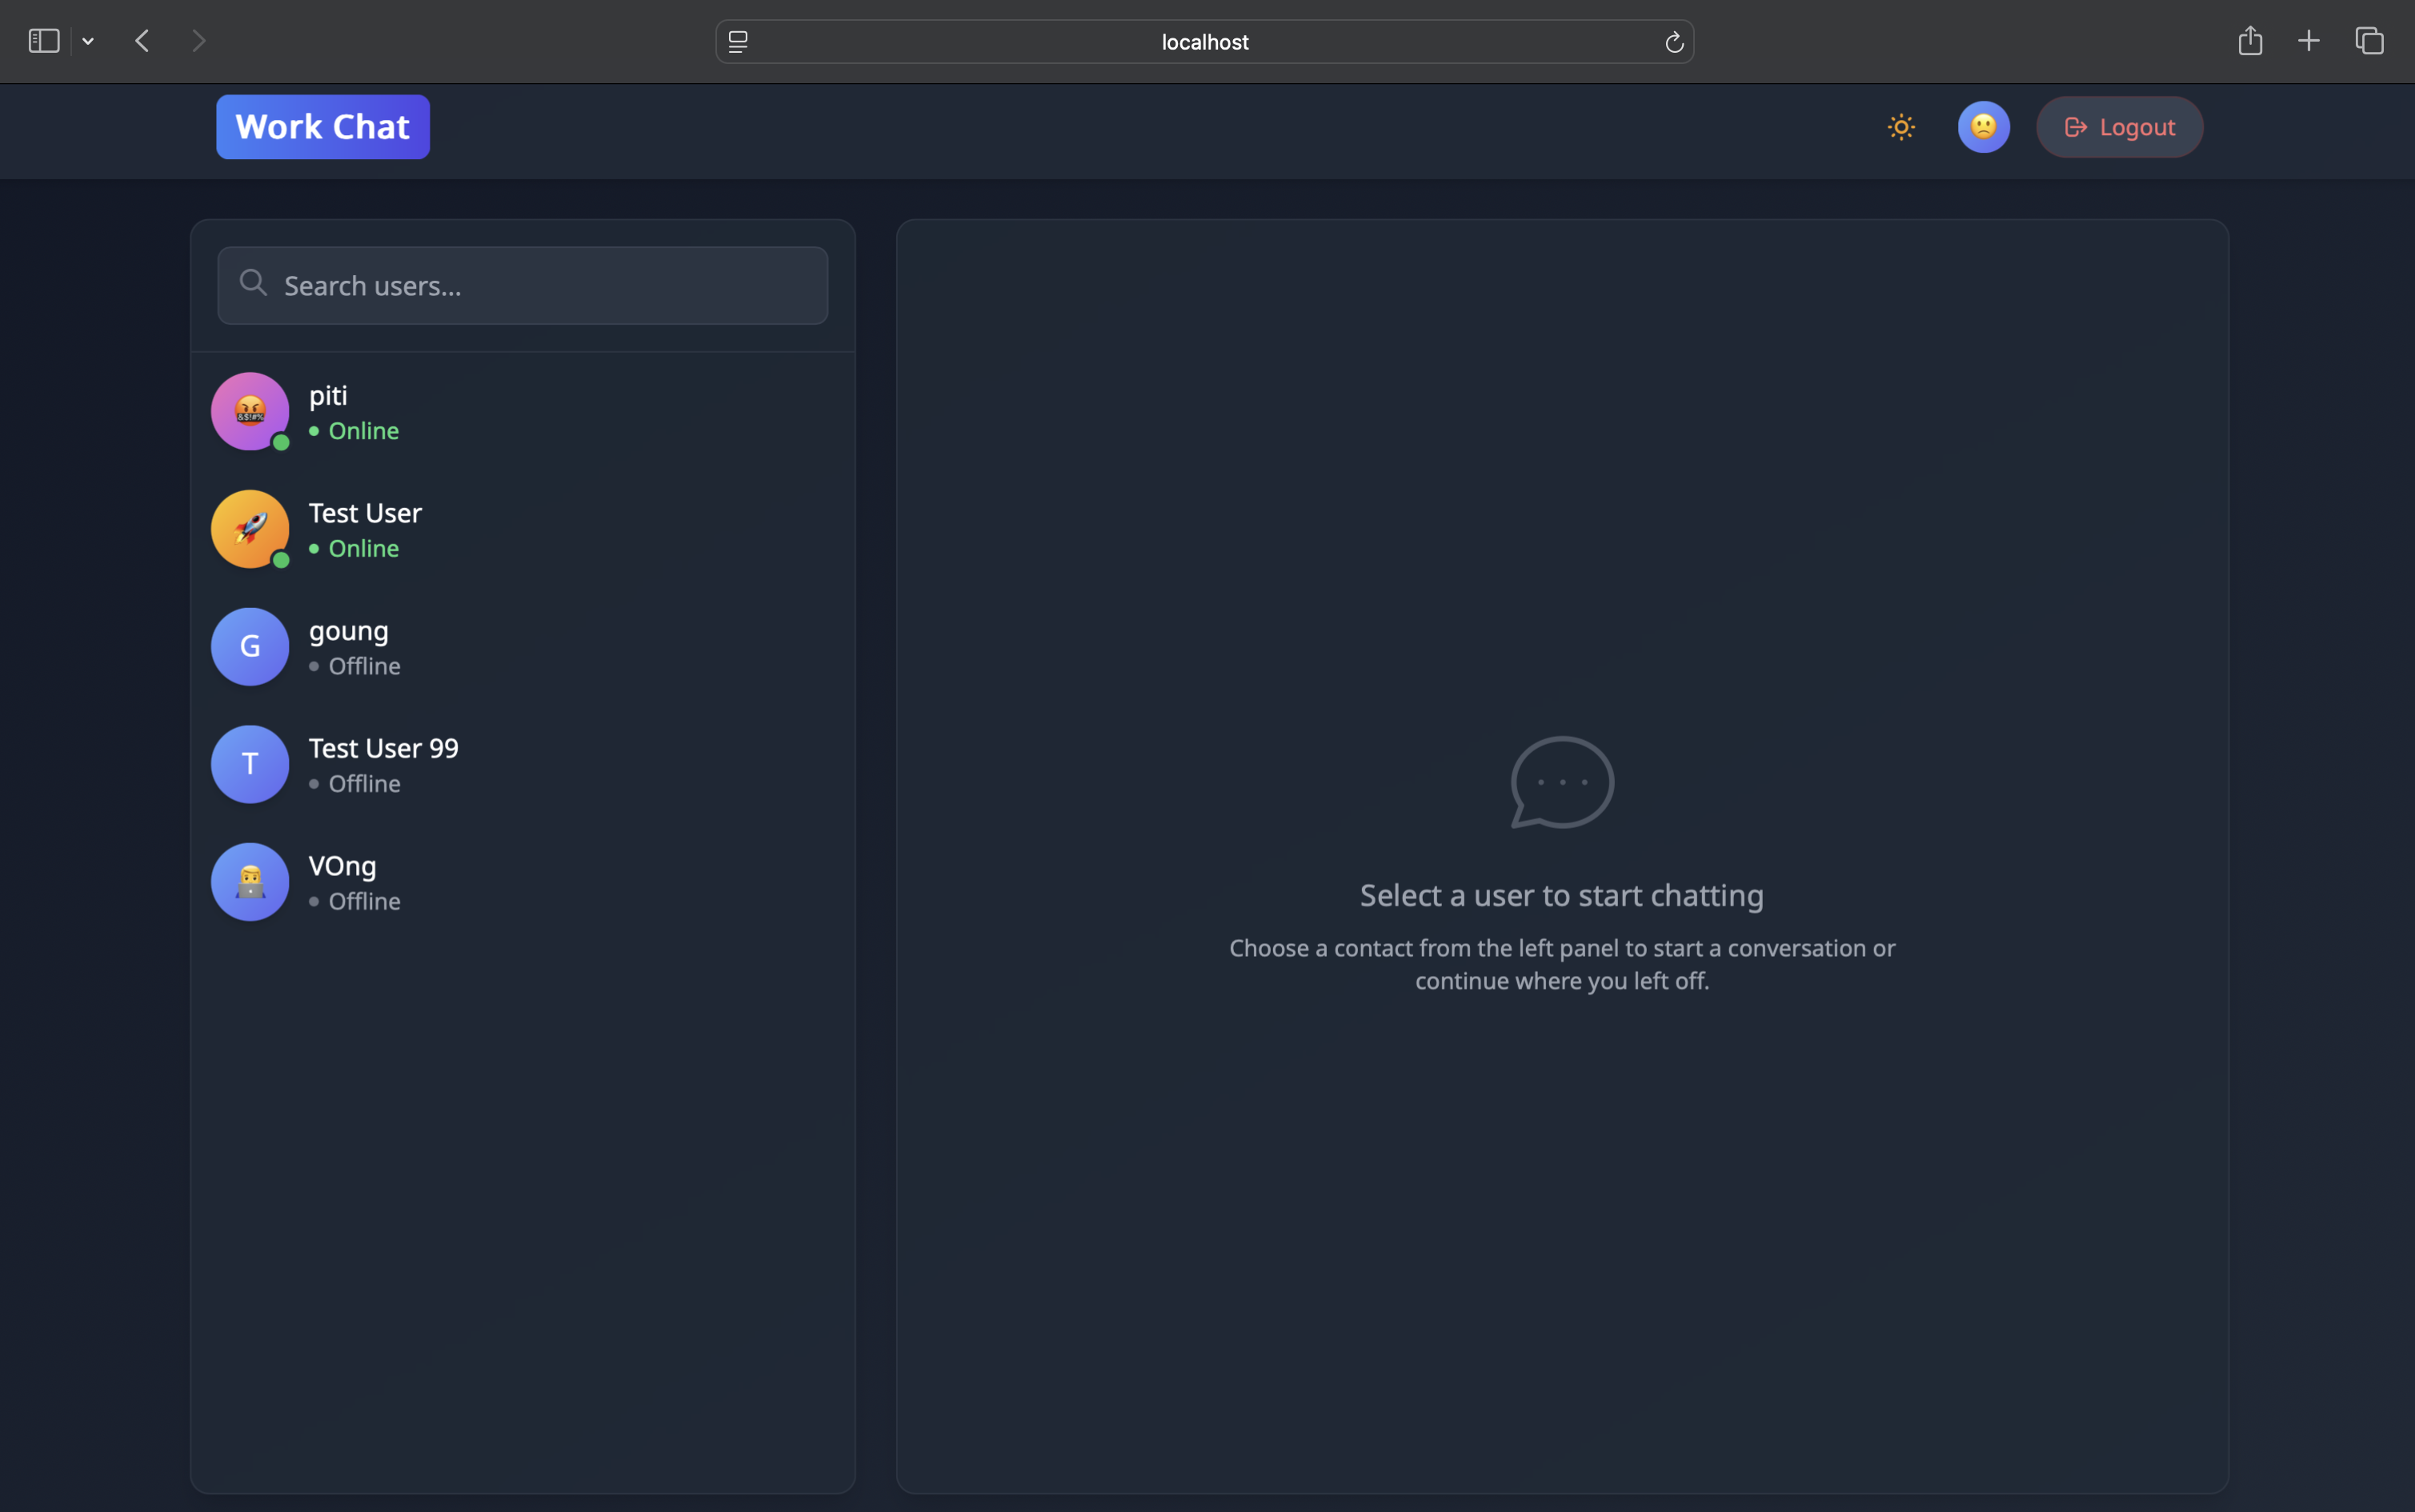 localhost
Work Chat
Logout
Search users...
piti
Online
Test User
Online
G
goung
Offline
T
Test User 99
Offline
VOng
Offline
Select a user to start chatting
Choose a contact from the left panel to start a conversation or
continue where you left off.